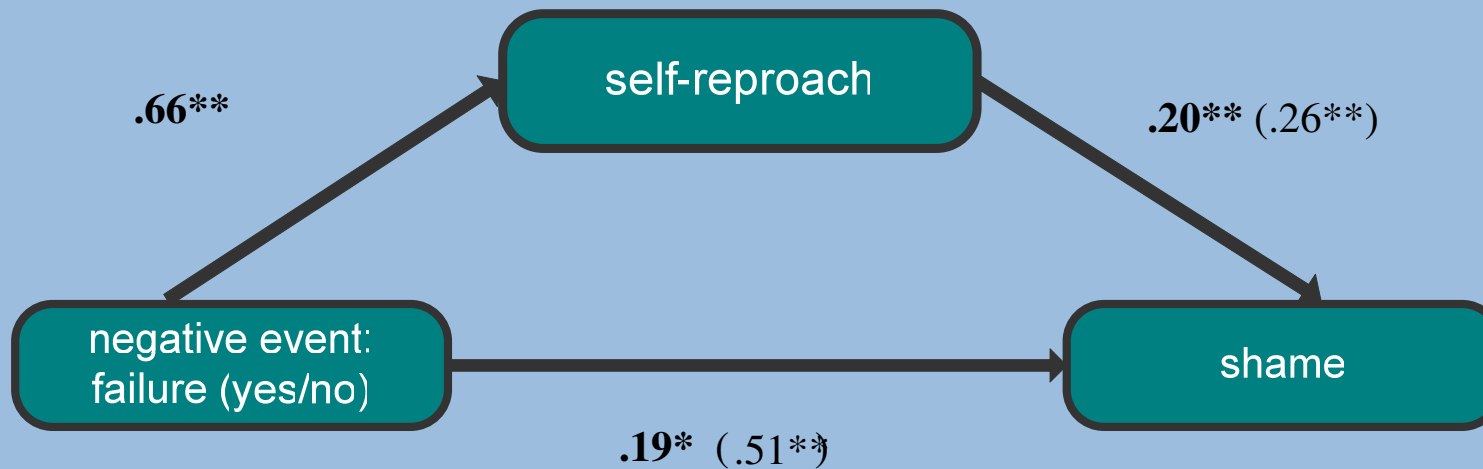 self-reproach
.66**
.20** (.26**)
negative event:
failure (yes/no)
shame
.19* (.51**)